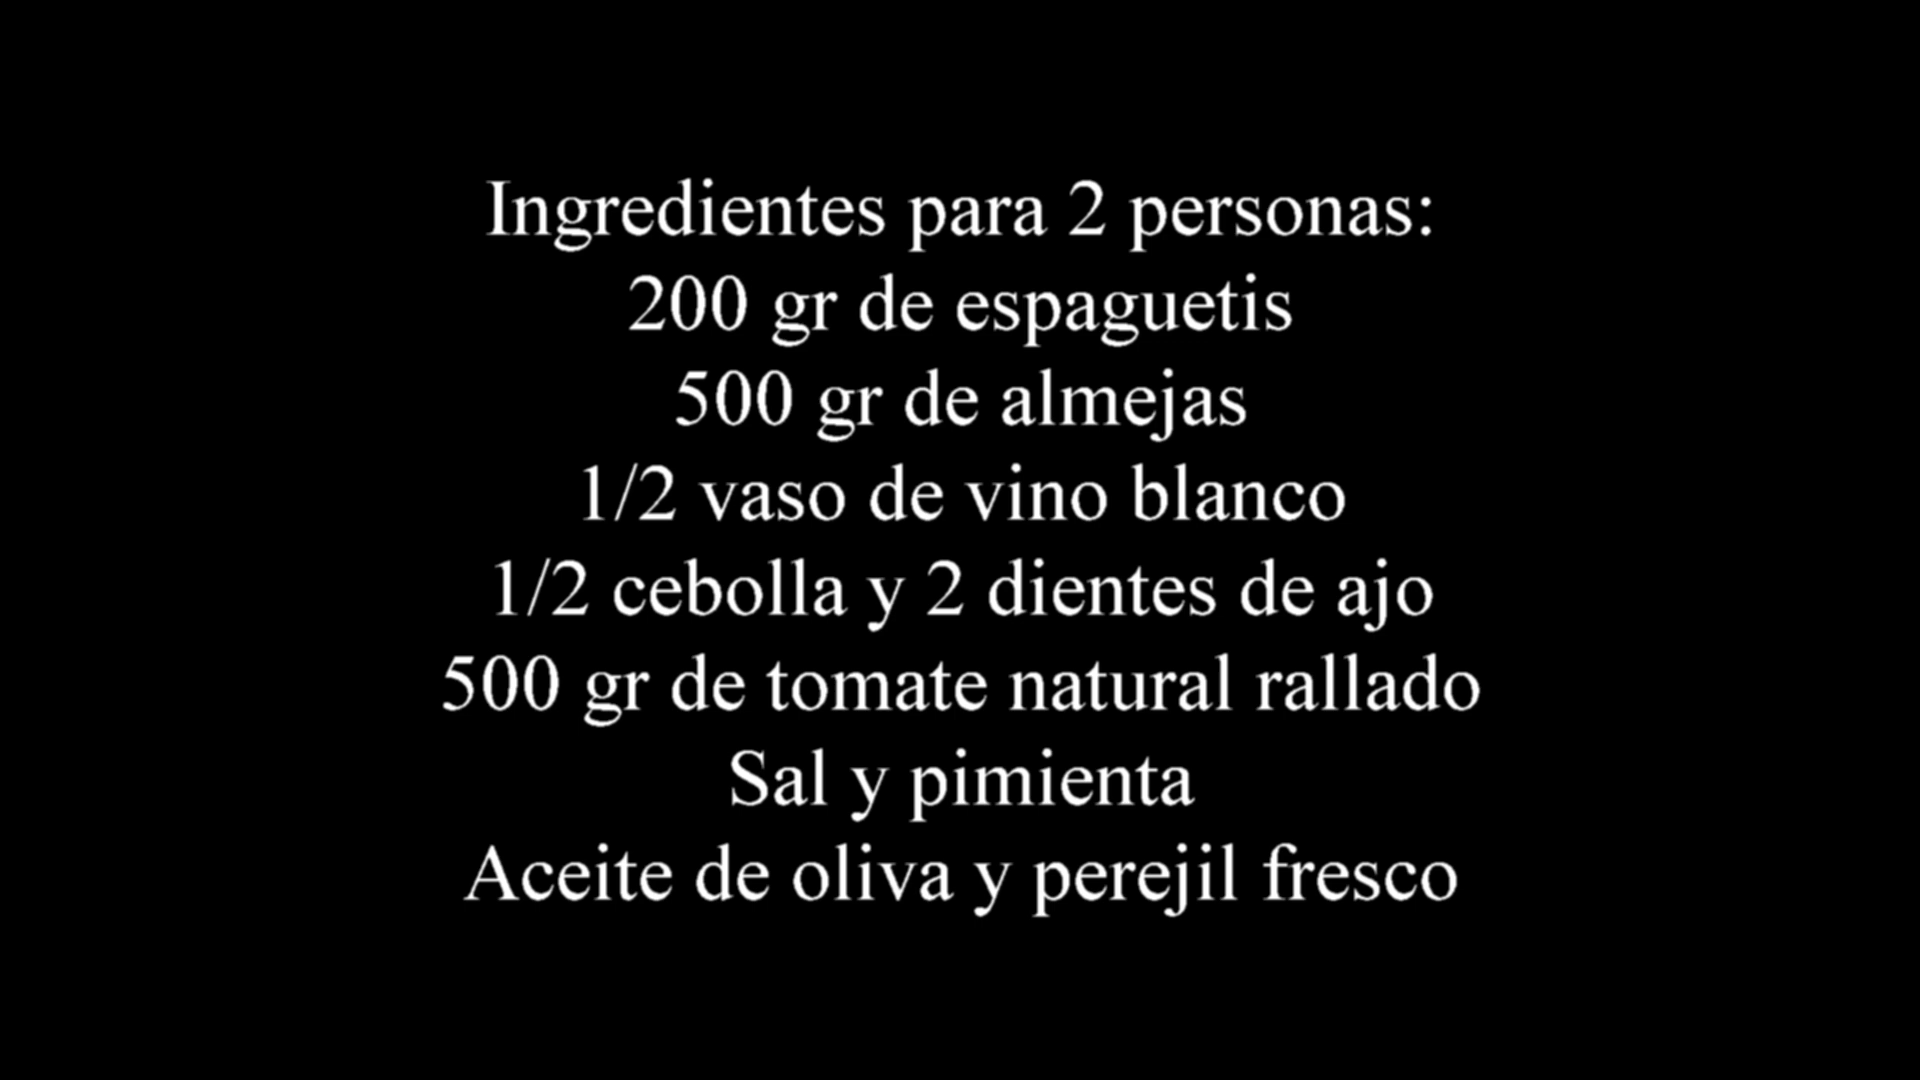 Ingredientes para 2 personas:
200 gr de espaguetis
500 gr de almejas
1/2 vaso de vino blanco
1/2 cebolla y 2 dientes de ajo
500 gr de tomate natural rallado
Sal y pimienta
Aceite de oliva y perejil fresco